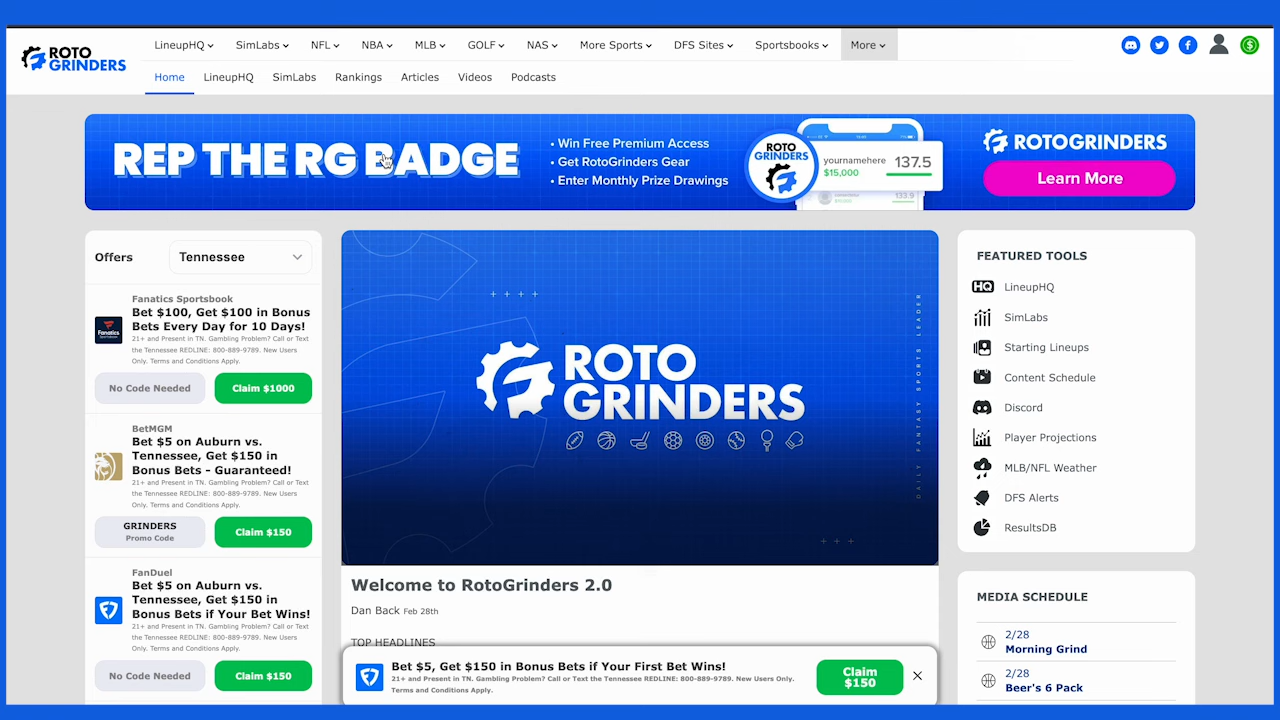 ROTO
GRINDERS
LineupHQ
SimLabs
NFL
NBA
MLB
GOLF
NAS
More Sports
DFS Sites
Sportsbooks
More
Home
LineupHQ
SimLabs
Rankings
Articles
Videos
Podcasts
REP THE RG BADGE
• Win Free Premium Access
• Get RotoGrinders Gear
• Enter Monthly Prize Drawings
ROTO
GRINDERS
yournamehere
$15,000
137.5
133.9
ROTOGRINDERS
Learn More
Offers
Tennessee
Fanatics Sportsbook
Bet $100, Get $100 in Bonus
Bets Every Day for 10 Days!
21+ and Present in TN. Gambling Problem? Call or Text
the Tennessee REDLINE: 800-889-9789. New Users
Only. Terms and Conditions Apply.
Fanatics
No Code Needed
Claim $1000
BetMGM
Bet $5 on Auburn vs.
Tennessee, Get $150 in
Bonus Bets - Guaranteed!
21+ and Present in TN. Gambling Problem? Call or Text
the Tennessee REDLINE: 800-889-9789. New Users
Only. Terms and Conditions Apply.
GRINDERS
Promo Code
Claim $150
FanDuel
Bet $5 on Auburn vs.
Tennessee, Get $150 in
Bonus Bets if Your Bet Wins!
21+ and Present in TN. Gambling Problem? Call or Text
the Tennessee REDLINE: 800-889-9789. New Users
Only. Terms and Conditions Apply.
No Code Needed
Claim $150
ROTO
GRINDERS
DAILY FANTASY SPORTS LEADER
Welcome to RotoGrinders 2.0
Dan Back Feb 28th
TOP HEADLINES
Bet $5, Get $150 in Bonus Bets if Your First Bet Wins!
21+ and Present in TN. Gambling Problem? Call or Text the Tennessee REDLINE: 800-889-9789. New Users Only.
Terms and Conditions Apply.
Claim
$150
FEATURED TOOLS
HQ
LineupHQ
SimLabs
Starting Lineups
Content Schedule
Discord
Player Projections
MLB/NFL Weather
DFS Alerts
ResultsDB
MEDIA SCHEDULE
2/28
Morning Grind
2/28
Beer's 6 Pack